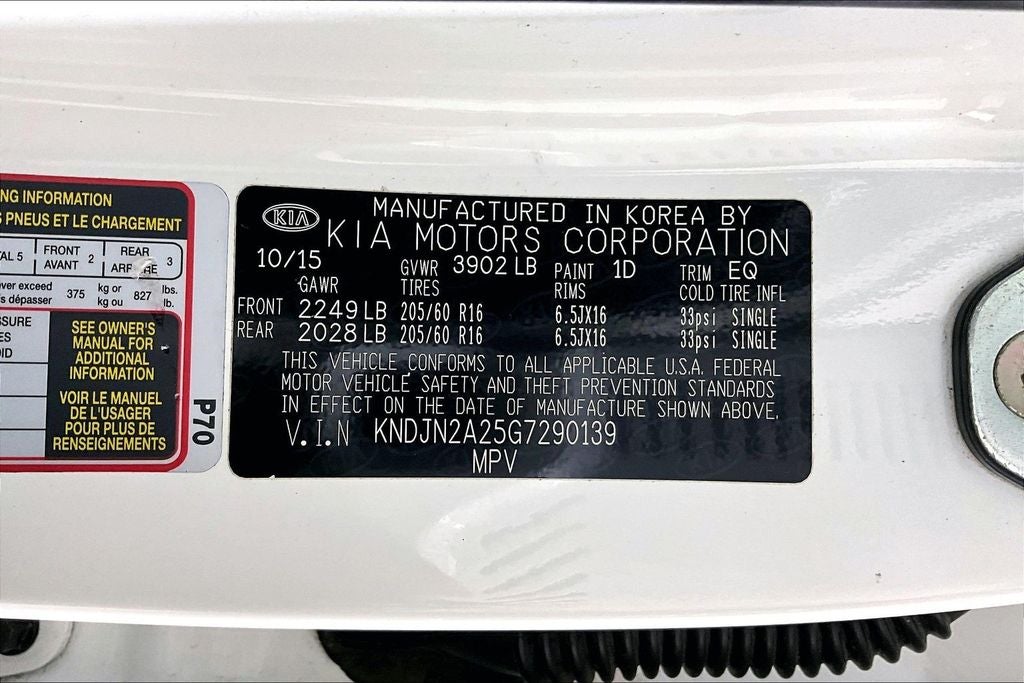 NG INFORMATION
S PNEUS ET LE CHARGEMENT
TAL 5 FRONT AVANT 2 REAR 3
ever exceed 375 kg or 827 lbs.
s dépasser kg ou lb.
SSURE
ES
OID
SEE OWNER'S
MANUAL FOR
ADDITIONAL
INFORMATION
VOIR LE MANUEL
DE L'USAGER
POUR PLUS DE
RENSEIGNEMENTS
P70
KIA MANUFACTURED IN KOREA BY
KIA MOTORS CORPORATION
10/15 GVWR 3902 LB PAINT 1D TRIM EQ
GAWR TIRES RIMS COLD TIRE INFL
FRONT 2249 LB 205/60 R16 6.5JX16 33psi SINGLE
REAR 2028 LB 205/60 R16 6.5JX16 33psi SINGLE
THIS VEHICLE CONFORMS TO ALL APPLICABLE U.S.A. FEDERAL
MOTOR VEHICLE SAFETY AND THEFT PREVENTION STANDARDS
IN EFFECT ON THE DATE OF MANUFACTURE SHOWN ABOVE.
V.I.N KNDJN2A25G7290139
MPV